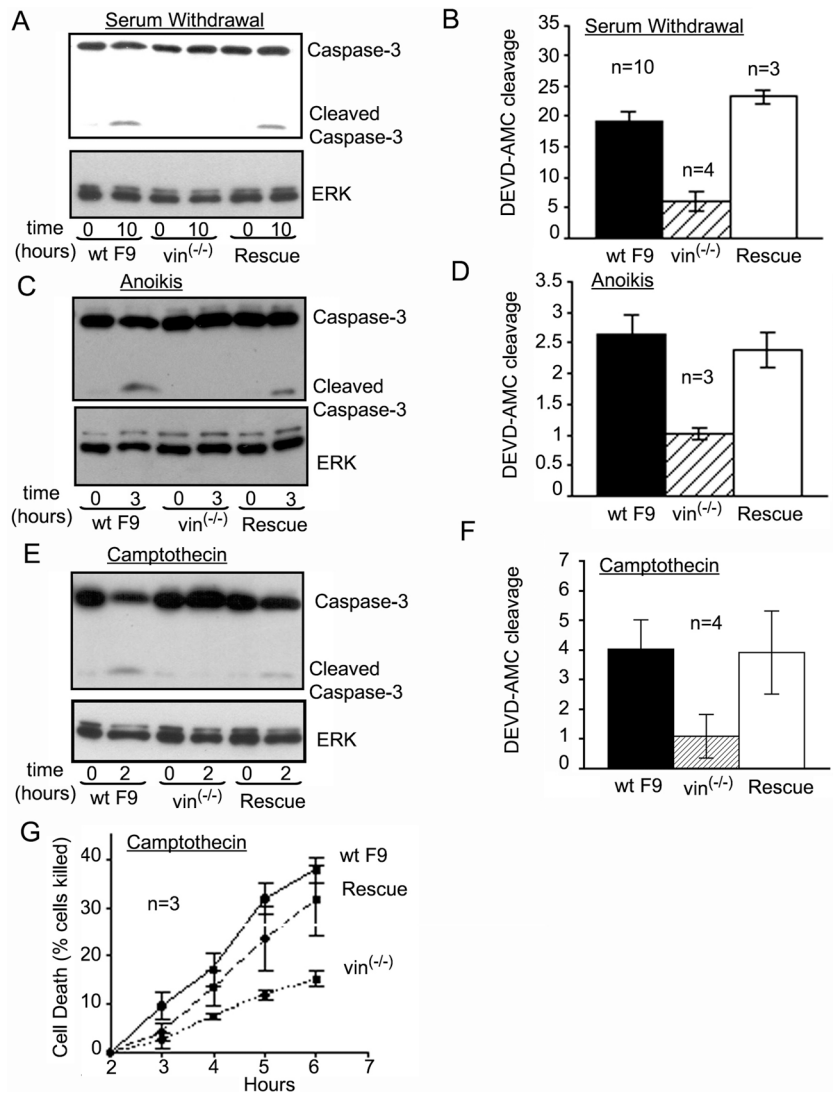 A
Serum Withdrawal
Caspase-3
Cleaved
Caspase-3
ERK
time
(hours)
0 10 0 10 0 10
wt F9 vin(-/-) Rescue
B
Serum Withdrawal
DEVD-AMC cleavage
35
30
25
20
15
10
5
0
n=10
n=4
n=3
wt F9 vin(-/-) Rescue
C
Anoikis
Caspase-3
Cleaved
Caspase-3
ERK
time
(hours)
0 3 0 3 0 3
wt F9 vin(-/-) Rescue
D
Anoikis
DEVD-AMC cleavage
3.5
3
2.5
2
1.5
1
0.5
0
n=3
wt F9 vin(-/-) Rescue
E
Camptothecin
Caspase-3
Cleaved
Caspase-3
ERK
time
(hours)
0 2 0 2 0 2
wt F9 vin(-/-) Rescue
F
Camptothecin
DEVD-AMC cleavage
7
6
5
4
3
2
1
0
n=4
wt F9 vin(-/-) Rescue
G
Camptothecin
Cell Death (% cells killed)
40
30
20
10
0
n=3
wt F9
Rescue
vin(-/-)
2 3 4 5 6 7
Hours